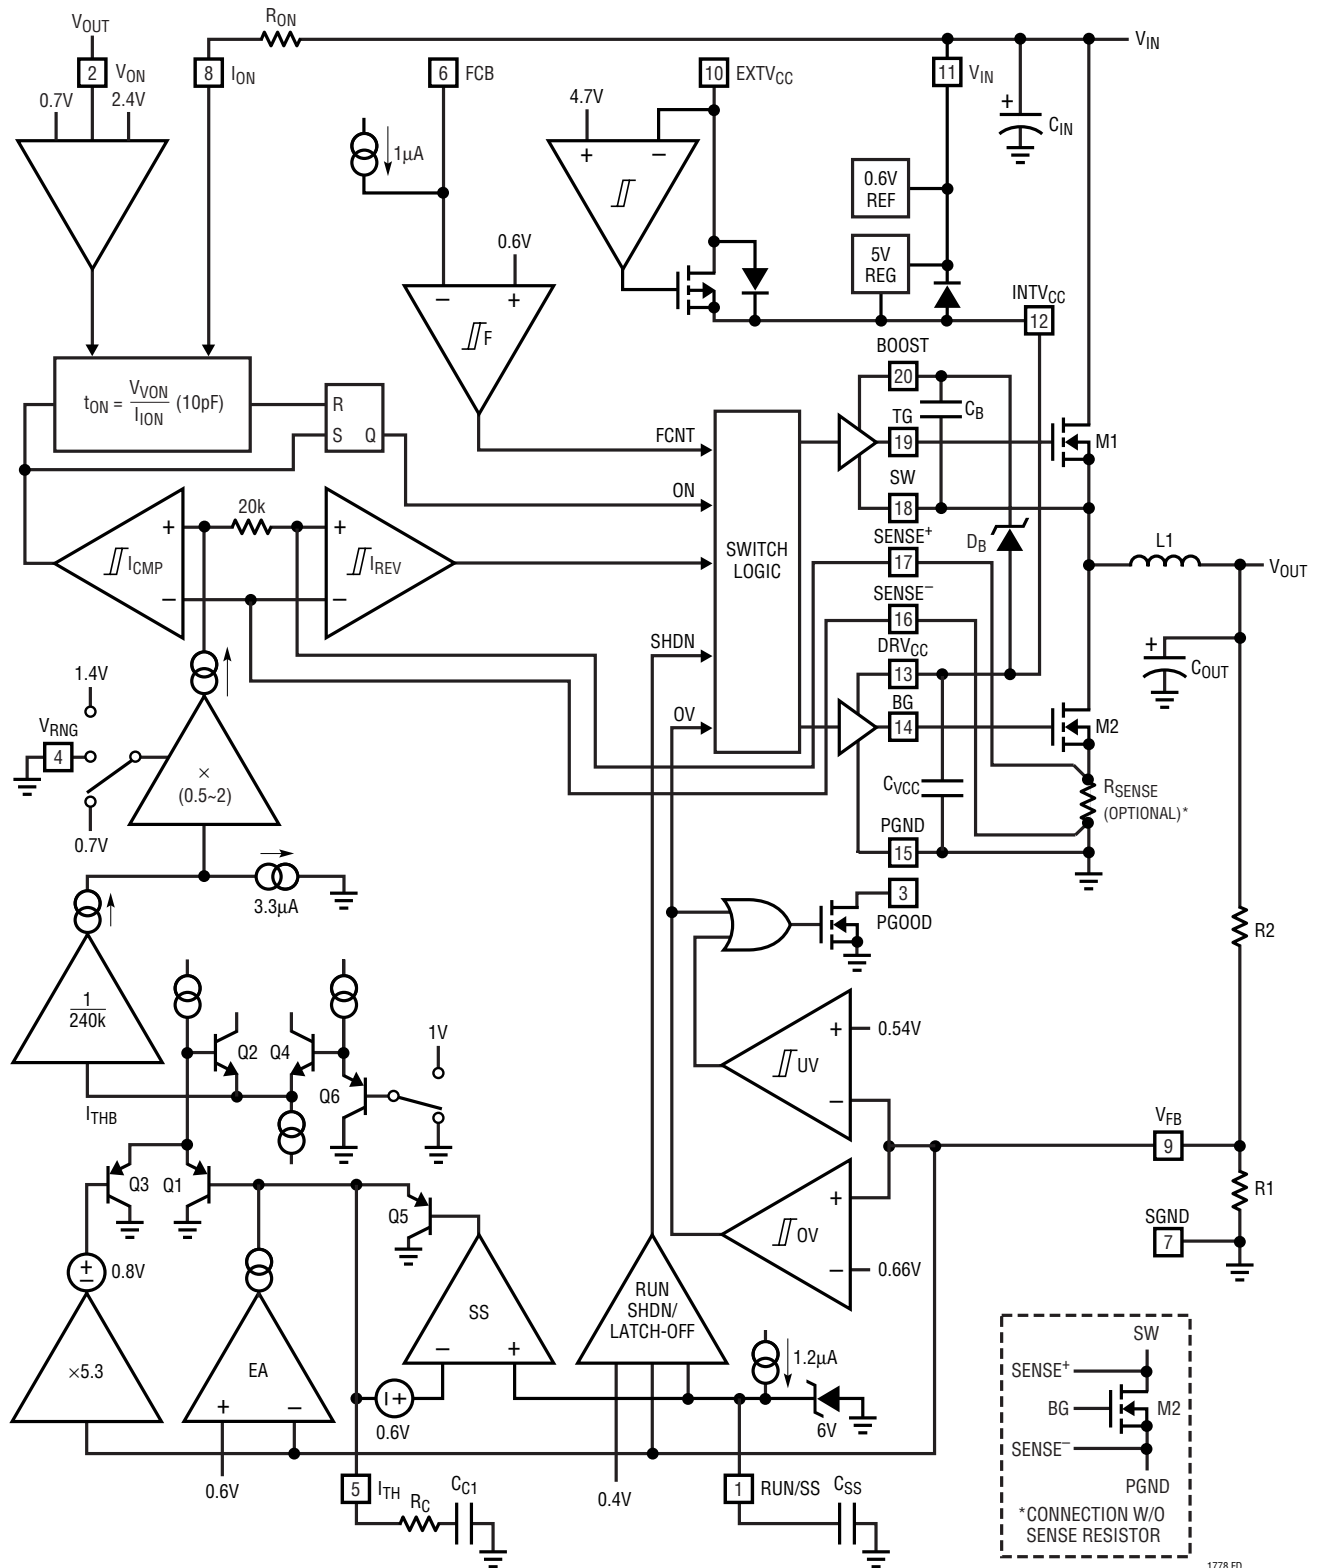 VOUT
RON
VIN
2 VON
8 ION
6 FCB
10 EXTVCC
11 VIN
0.7V 2.4V
4.7V
+
CIN
1μA
+ −
0.6V
REF
0.6V
5V
REG
− +
F
INTVCC
12
BOOST
20
tON = VVON / IION (10pF)
R
S Q
FCNT
TG
19
CB
M1
ON
SW
18
20k
+ ICMP −
+ IREV −
SWITCH
LOGIC
SENSE+
17
DB
L1
VOUT
SENSE−
16
SHDN
DRVCC
13
+
COUT
1.4V
VRNG
4
OV
BG
14
M2
×
(0.5~2)
0.7V
CVCC
RSENSE
(OPTIONAL)*
PGND
15
3.3μA
3
PGOOD
R2
1
240k
Q2 Q4
1V
Q6
+
0.54V
UV
−
ITHB
VFB
9
Q3 Q1
Q5
+
OV
−
0.66V
R1
SGND
7
+
−
0.8V
SS
− +
RUN
SHDN/
LATCH-OFF
×5.3
EA
+ −
1.2μA
6V
+
0.6V
0.6V
0.4V
5 ITH
RC
CC1
1 RUN/SS
CSS
SW
SENSE+
BG
M2
SENSE−
PGND
*CONNECTION W/O
SENSE RESISTOR
1778 FD